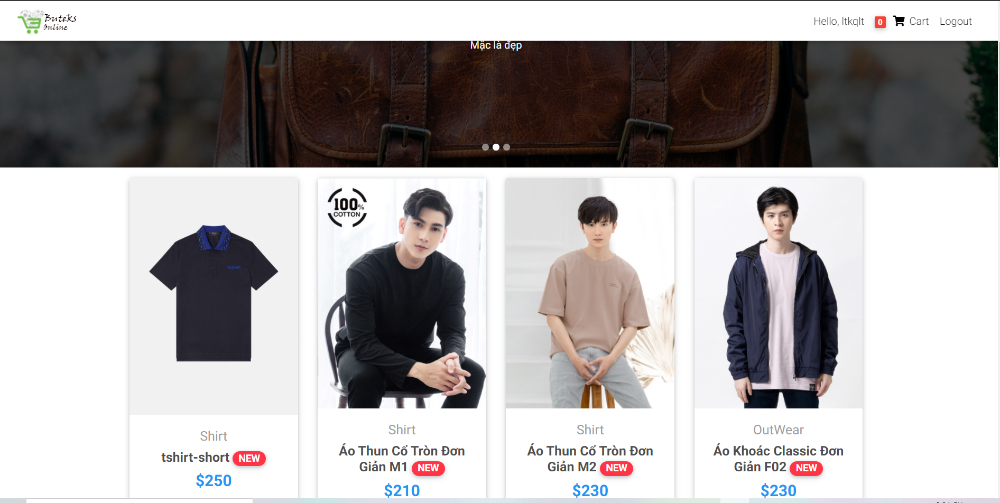 Buteks
Online
Hello, ltkqlt
0
Cart
Logout
Mặc là đẹp
100%
COTTON
VERSACE
Shirt
tshirt-short NEW
$250
Shirt
Áo Thun Cổ Tròn Đơn
Giản M1 NEW
$210
Shirt
Áo Thun Cổ Tròn Đơn
Giản M2 NEW
$230
OutWear
Áo Khoác Classic Đơn
Giản F02 NEW
$230